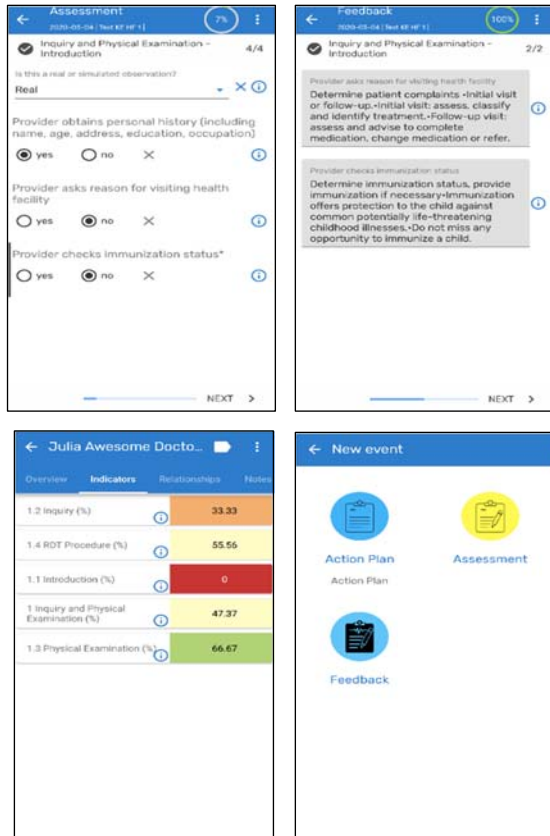 Assessment
2020-05-04 | Test KF HF 1 |
7%
Inquiry and Physical Examination -
Introduction
4/4
Is this a real or simulated observation?
Real
Provider obtains personal history (including
name, age, address, education, occupation)
yes no
Provider asks reason for visiting health
facility
yes no
Provider checks immunization status*
yes no
NEXT >
Feedback
2020-05-04 | Test KF HF 1 |
100%
Inquiry and Physical Examination -
Introduction
2/2
Provider asks reason for visiting health facility
Determine patient complaints •Initial visit
or follow-up.•Initial visit: assess, classify
and identify treatment.•Follow-up visit:
assess and advise to complete
medication, change medication or refer.
Provider checks immunization status
Determine immunization status, provide
immunization if necessary•Immunization
offers protection to the child against
common potentially life-threatening
childhood illnesses.•Do not miss any
opportunity to immunize a child.
NEXT >
Julia Awesome Docto...
Overview Indicators Relationships Notes
1.2 Inquiry (%) 33.33
1.4 RDT Procedure (%) 55.56
1.1 Introduction (%) 0
1 Inquiry and Physical
Examination (%)
47.37
1.3 Physical Examination (%) 66.67
New event
Action Plan
Action Plan
Assessment
Feedback